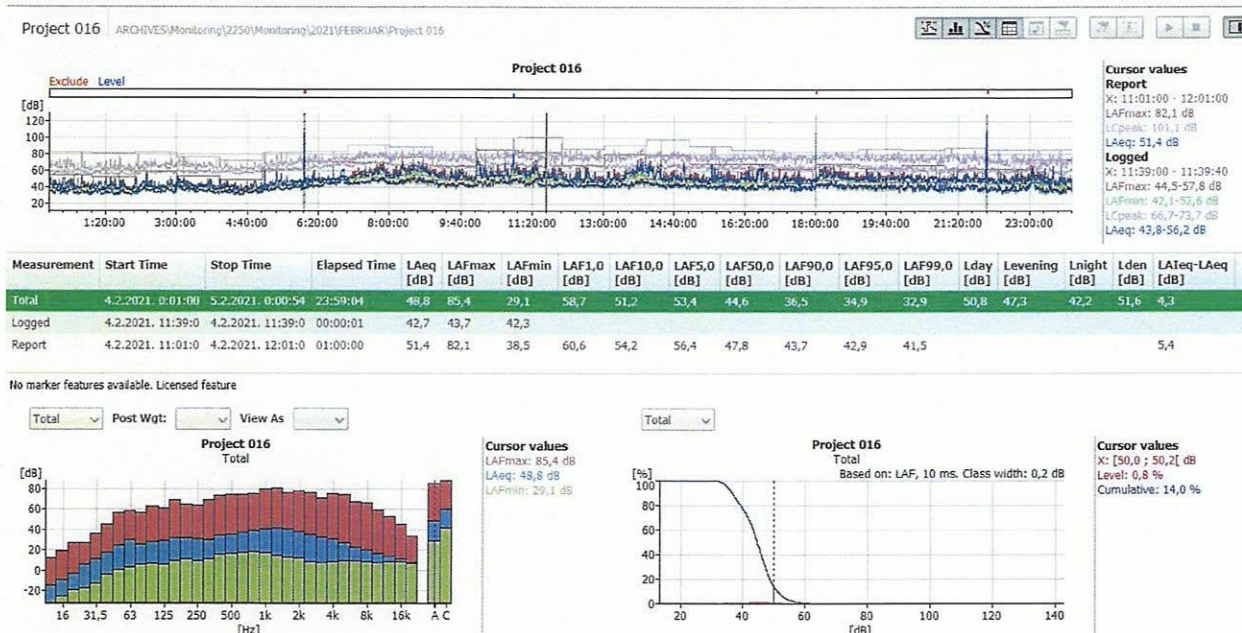 Project 016 ARCHIVES\Monitoring\2250\Monitoring\2021\FEBRUAR\Project 016
Project 016
Exclude Level
[dB]
120
100
80
60
40
20
1:20:00 3:00:00 4:40:00 6:20:00 8:00:00 9:40:00 11:20:00 13:00:00 14:40:00 16:20:00 18:00:00 19:40:00 21:20:00 23:00:00
Cursor values
Report
X: 11:01:00 - 12:01:00
LAFmax: 82,1 dB
LCpeak: 101,1 dB
LAeq: 51,4 dB
Logged
X: 11:39:00 - 11:39:40
LAFmax: 44,5-57,8 dB
LAFmin: 42,1-52,6 dB
LCpeak: 66,7-73,7 dB
LAeq: 43,8-56,2 dB
Measurement Start Time Stop Time Elapsed Time LAeq [dB] LAFmax [dB] LAFmin [dB] LAF1,0 [dB] LAF10,0 [dB] LAF5,0 [dB] LAF50,0 [dB] LAF90,0 [dB] LAF95,0 [dB] LAF99,0 [dB] Lday [dB] Levening [dB] Lnight [dB] Lden [dB] LAIeq-LAeq [dB]
Total 4.2.2021. 0:01:00 5.2.2021. 0:00:54 23:59:04 48,8 85,4 29,1 58,7 51,2 53,4 44,6 36,5 34,9 32,9 50,8 47,3 42,2 51,6 4,3
Logged 4.2.2021. 11:39:0 4.2.2021. 11:39:0 00:00:01 42,7 43,7 42,3
Report 4.2.2021. 11:01:0 4.2.2021. 12:01:0 01:00:00 51,4 82,1 38,5 60,6 54,2 56,4 47,8 43,7 42,9 41,5 5,4
No marker features available. Licensed feature
Total Post Wgt: View As
Project 016
Total
[dB]
80
60
40
20
0
-20
16 31,5 63 125 250 500 1k 2k 4k 8k 16k A C
[Hz]
Cursor values
LAFmax: 85,4 dB
LAeq: 48,8 dB
LAFmin: 29,1 dB
Total
Project 016
Total
Based on: LAF, 10 ms. Class width: 0,2 dB
[%]
100
80
60
40
20
0
20 40 60 80 100 120 140
[dB]
Cursor values
X: [50,0 ; 50,2[ dB
Level: 0,8 %
Cumulative: 14,0 %